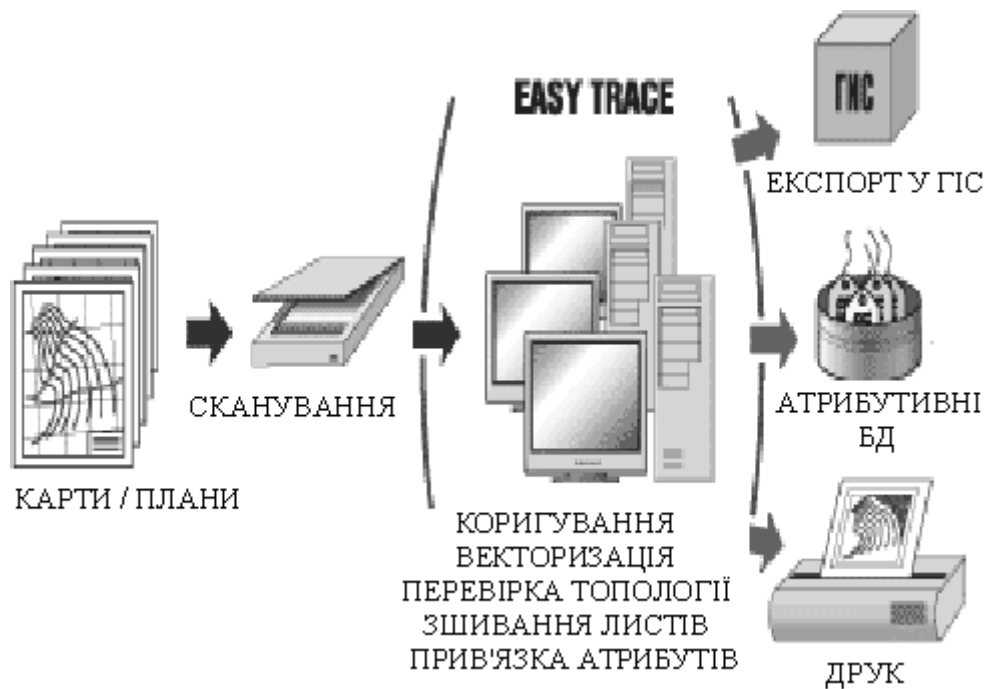 EASY TRACE
ГИС
ЕКСПОРТ У ГІС
СКАНУВАННЯ
АТРИБУТИВНІ
БД
КАРТИ / ПЛАНИ
КОРИГУВАННЯ
ВЕКТОРИЗАЦІЯ
ПЕРЕВІРКА ТОПОЛОГІЇ
ЗШИВАННЯ ЛИСТІВ
ПРИВ'ЯЗКА АТРИБУТІВ
ДРУК